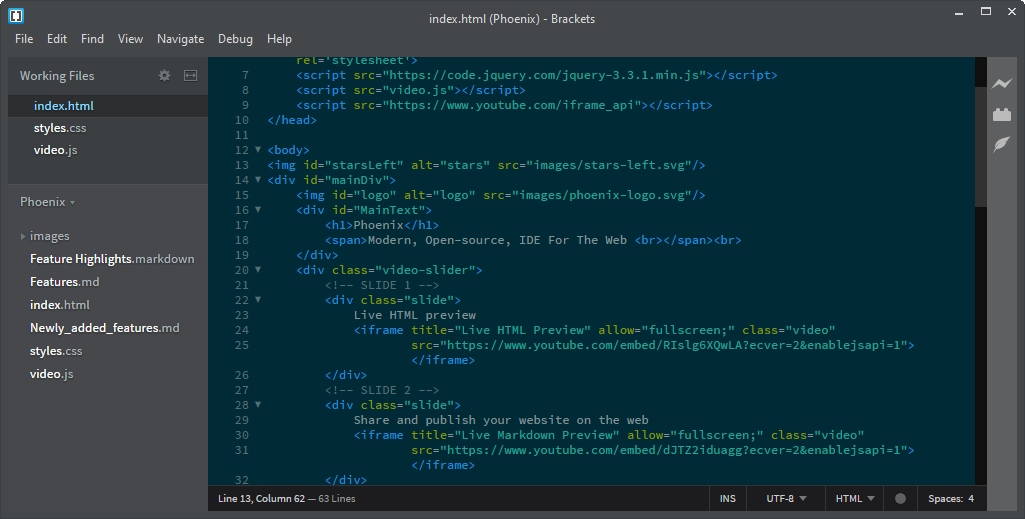 index.html (Phoenix) - Brackets
File Edit Find View Navigate Debug Help
Working Files
index.html
styles.css
video.js
Phoenix
images
Feature Highlights.markdown
Features.md
index.html
Newly_added_features.md
styles.css
video.js
rel='stylesheet'>
7 <script src="https://code.jquery.com/jquery-3.3.1.min.js"></script>
8 <script src="video.js"></script>
9 <script src="https://www.youtube.com/iframe_api"></script>
10 </head>
11
12 <body>
13 <img id="starsLeft" alt="stars" src="images/stars-left.svg"/>
14 <div id="mainDiv">
15 <img id="logo" alt="logo" src="images/phoenix-logo.svg"/>
16 <div id="MainText">
17 <h1>Phoenix</h1>
18 <span>Modern, Open-source, IDE For The Web <br></span><br>
19 </div>
20 <div class="video-slider">
21 <!-- SLIDE 1 -->
22 <div class="slide">
23 Live HTML preview
24 <iframe title="Live HTML Preview" allow="fullscreen;" class="video"
25 src="https://www.youtube.com/embed/RIslg6XQwLA?ecver=2&enablejsapi=1">
</iframe>
26 </div>
27 <!-- SLIDE 2 -->
28 <div class="slide">
29 Share and publish your website on the web
30 <iframe title="Live Markdown Preview" allow="fullscreen;" class="video"
31 src="https://www.youtube.com/embed/dJTZ2iduagg?ecver=2&enablejsapi=1">
</iframe>
32 </div>
Line 13, Column 62 — 63 Lines
INS UTF-8 HTML Spaces: 4